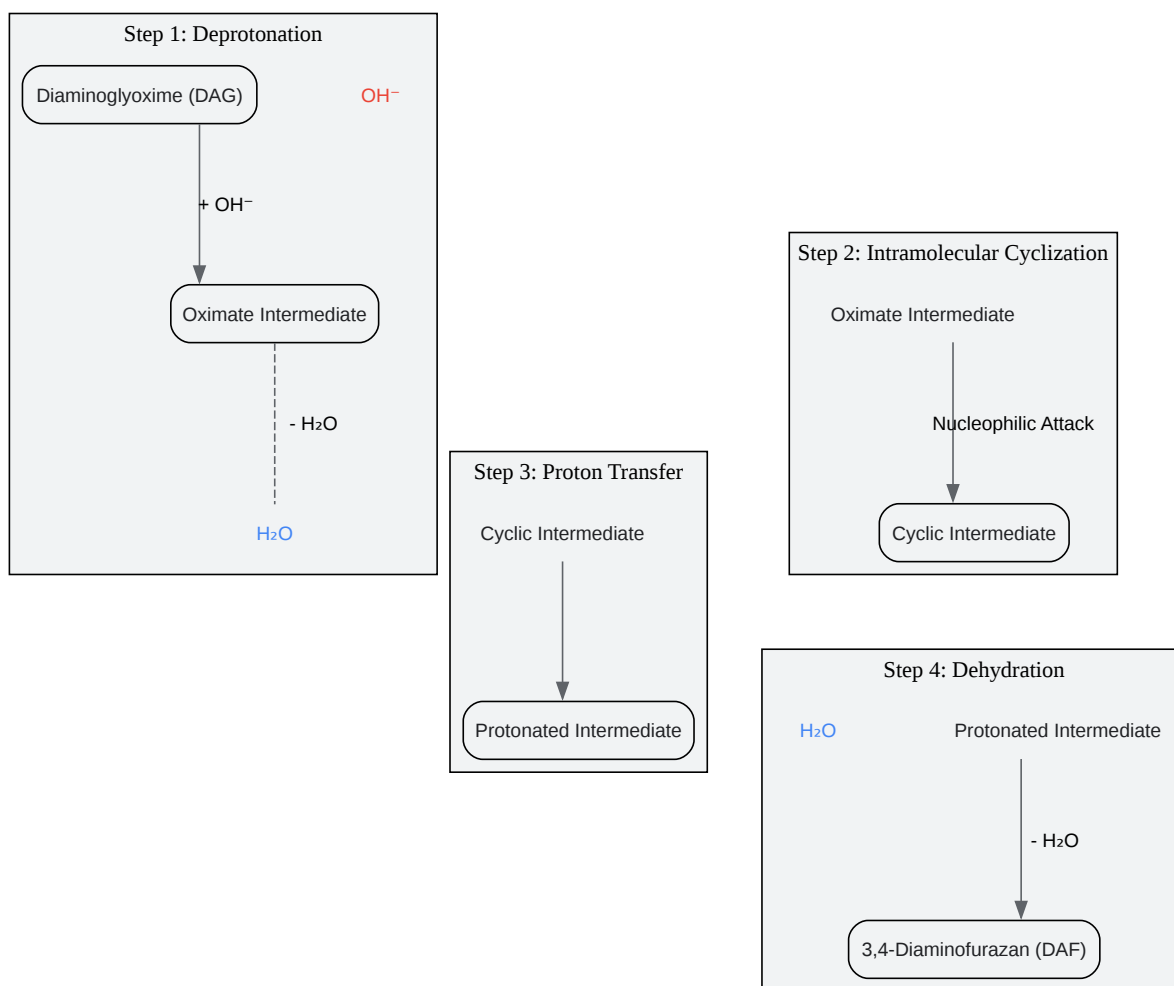 Step 1: Deprotonation
Diaminoglyoxime (DAG)
OH⁻
+ OH⁻
Oximate Intermediate
- H₂O
H₂O
Step 2: Intramolecular Cyclization
Oximate Intermediate
Nucleophilic Attack
Cyclic Intermediate
Step 3: Proton Transfer
Cyclic Intermediate
Protonated Intermediate
Step 4: Dehydration
H₂O
Protonated Intermediate
- H₂O
3,4-Diaminofurazan (DAF)